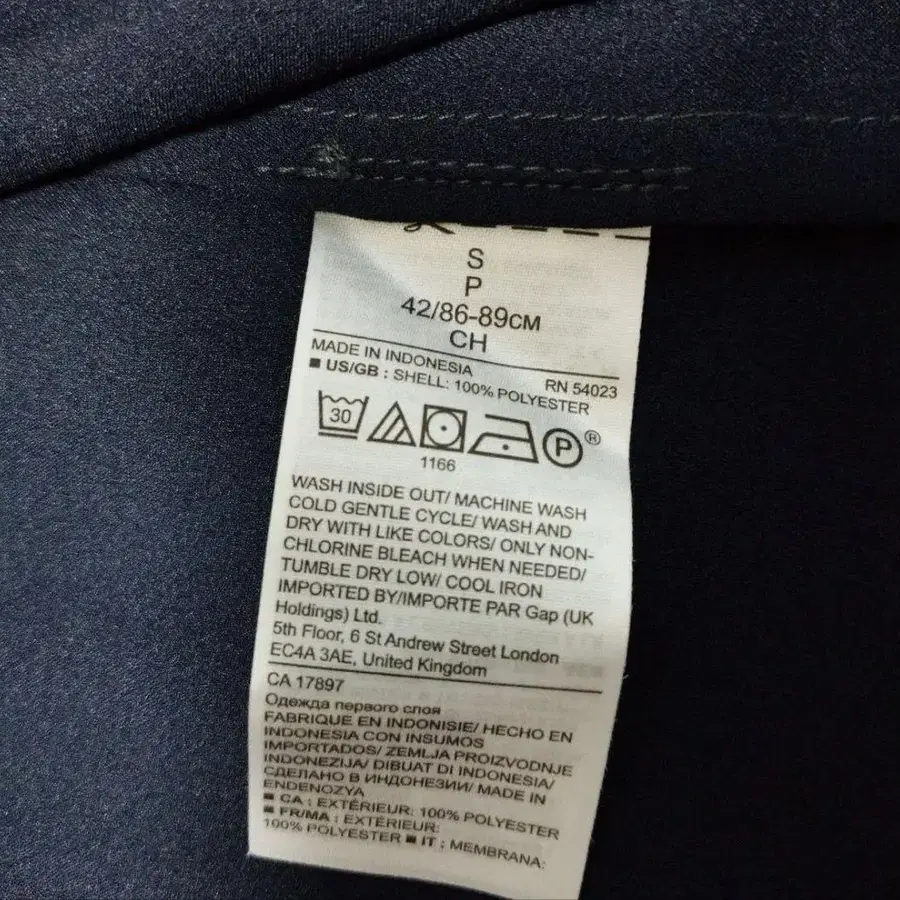 S
P
42/86-89см
CH
MADE IN INDONESIA
RN 54023
■ US/GB : SHELL: 100% POLYESTER
30
P ®
1166
WASH INSIDE OUT/ MACHINE WASH
COLD GENTLE CYCLE/ WASH AND
DRY WITH LIKE COLORS/ ONLY NON-
CHLORINE BLEACH WHEN NEEDED/
TUMBLE DRY LOW/ COOL IRON
IMPORTED BY/IMPORTE PAR Gap (UK
Holdings) Ltd.
5th Floor, 6 St Andrew Street London
EC4A 3AE, United Kingdom
CA 17897
Одежда первого слоя
FABRIQUE EN INDONISIE/ HECHO EN
INDONESIA CON INSUMOS
IMPORTADOS/ ZEMLJA PROIZVODNJE
INDONEZIJA/ DIBUAT DI INDONESIA/
СДЕЛАНО В ИНДОНЕЗИИ/ MADE IN
ENDENOZYA
■ CA : EXTÉRIEUR: 100% POLYESTER
■ FR/MA : EXTÉRIEUR:
100% POLYESTER ■ IT : MEMBRANA: